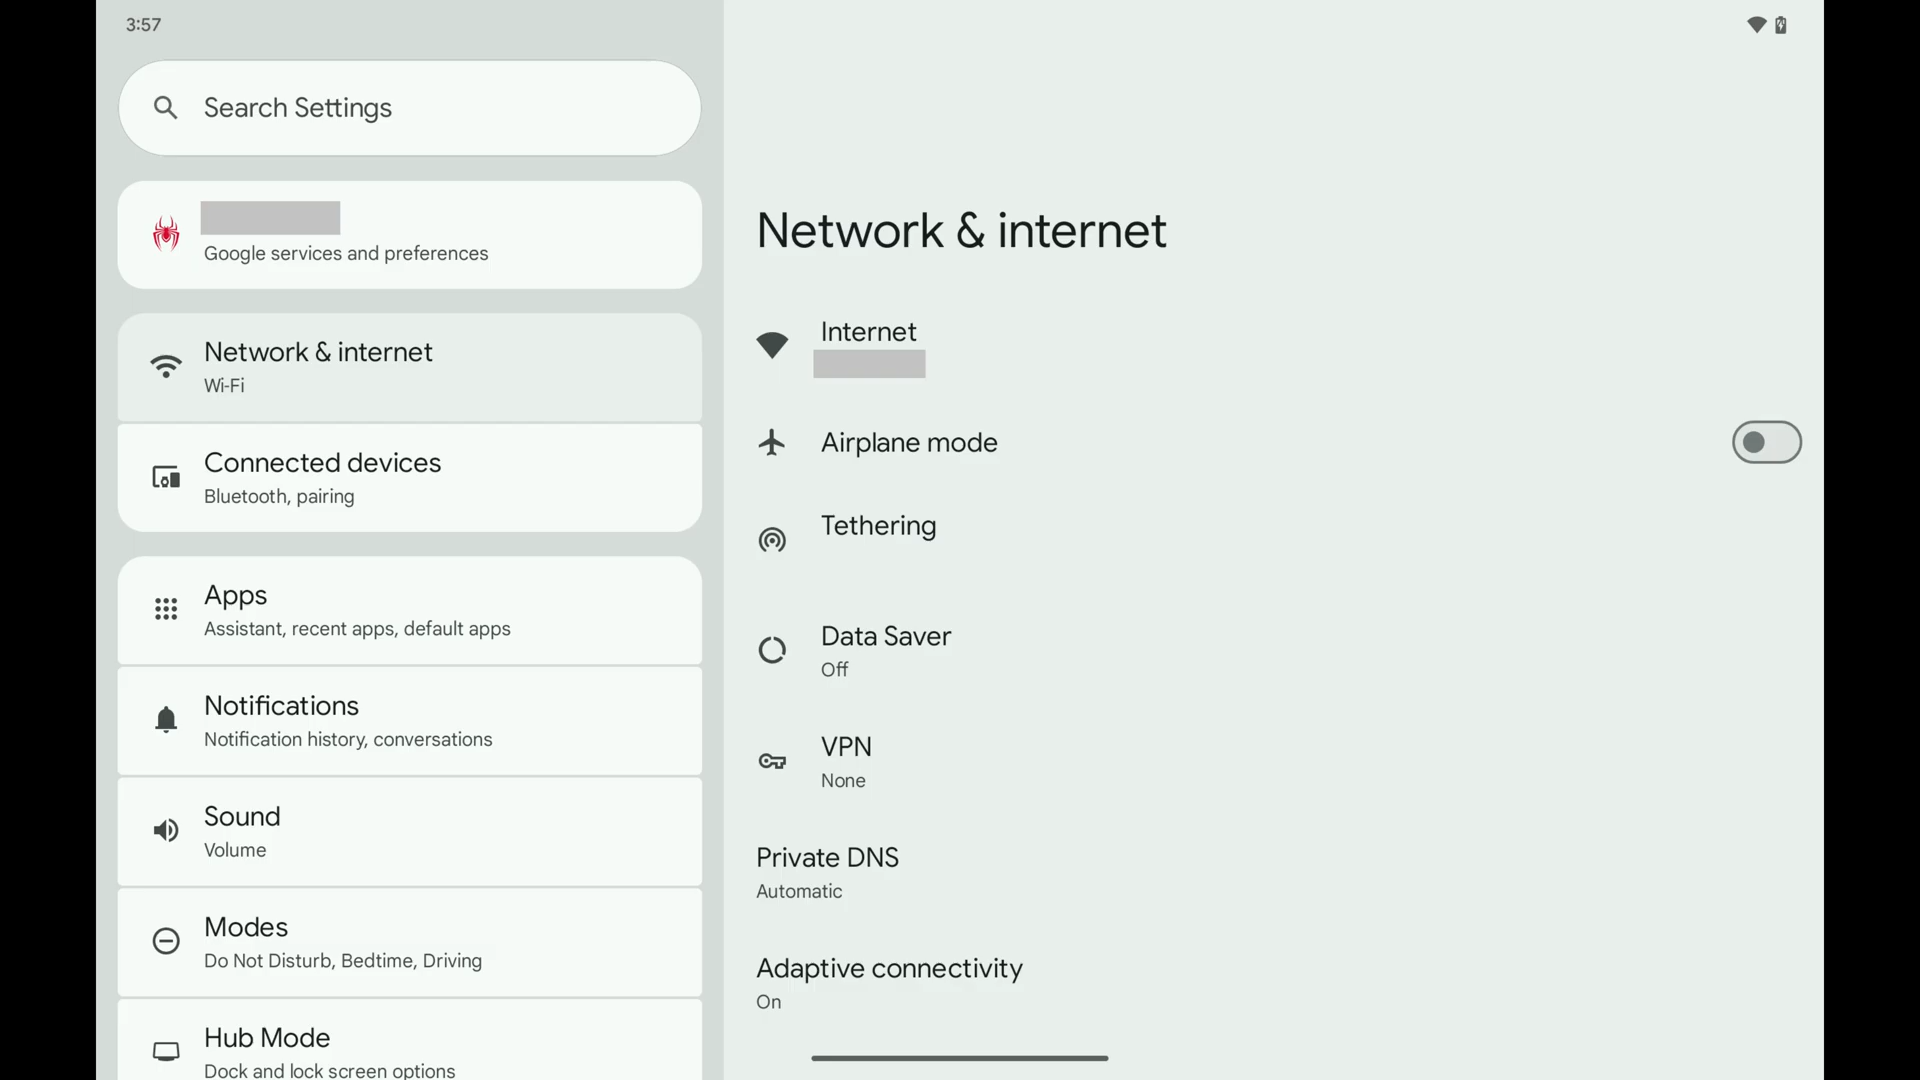 3:57
Search Settings
Google services and preferences
Network & internet
Wi-Fi
Connected devices
Bluetooth, pairing
Apps
Assistant, recent apps, default apps
Notifications
Notification history, conversations
Sound
Volume
Modes
Do Not Disturb, Bedtime, Driving
Hub Mode
Dock and lock screen options
Network & internet
Internet
Airplane mode
Tethering
Data Saver
Off
VPN
None
Private DNS
Automatic
Adaptive connectivity
On